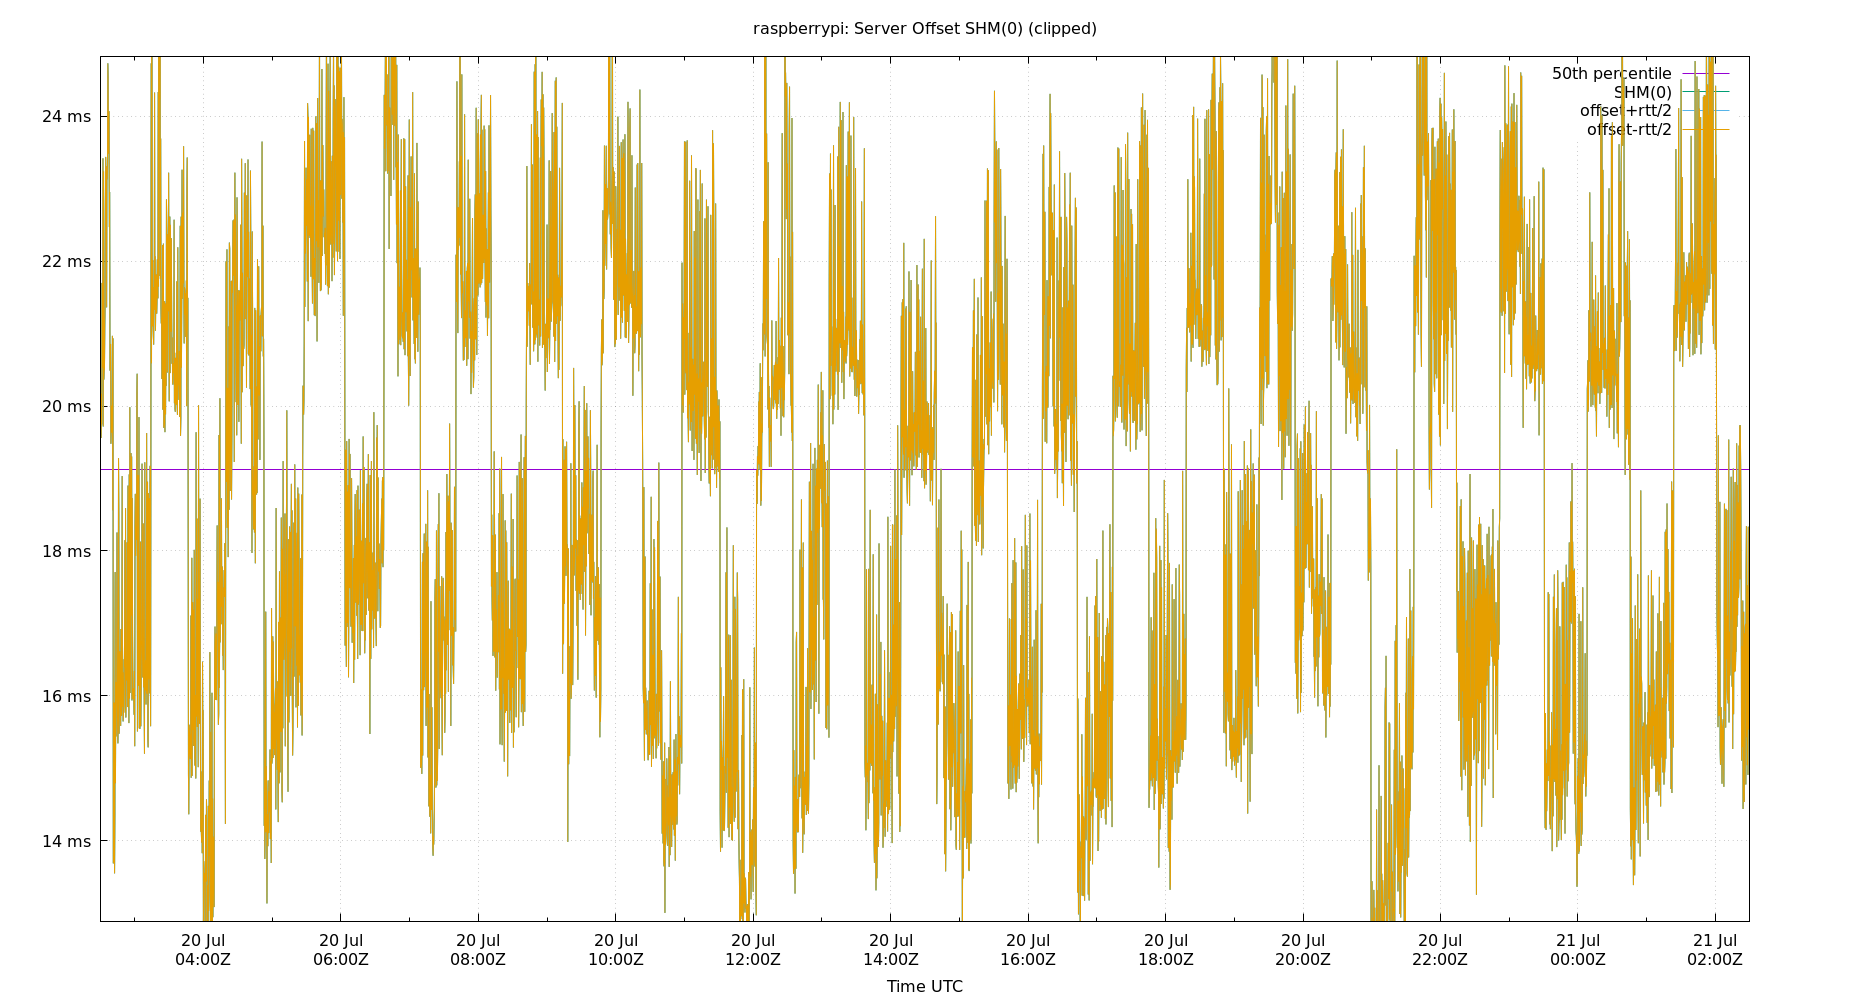 raspberrypi: Server Offset SHM(0) (clipped)
50th percentile
SHM(0)
offset+rtt/2
offset-rtt/2
24 ms
22 ms
20 ms
18 ms
16 ms
14 ms
20 Jul 20 Jul 20 Jul 20 Jul 20 Jul 20 Jul 20 Jul 20 Jul 20 Jul 20 Jul 21 Jul 21 Jul
04:00Z 06:00Z 08:00Z 10:00Z 12:00Z 14:00Z 16:00Z 18:00Z 20:00Z 22:00Z 00:00Z 02:00Z
Time UTC